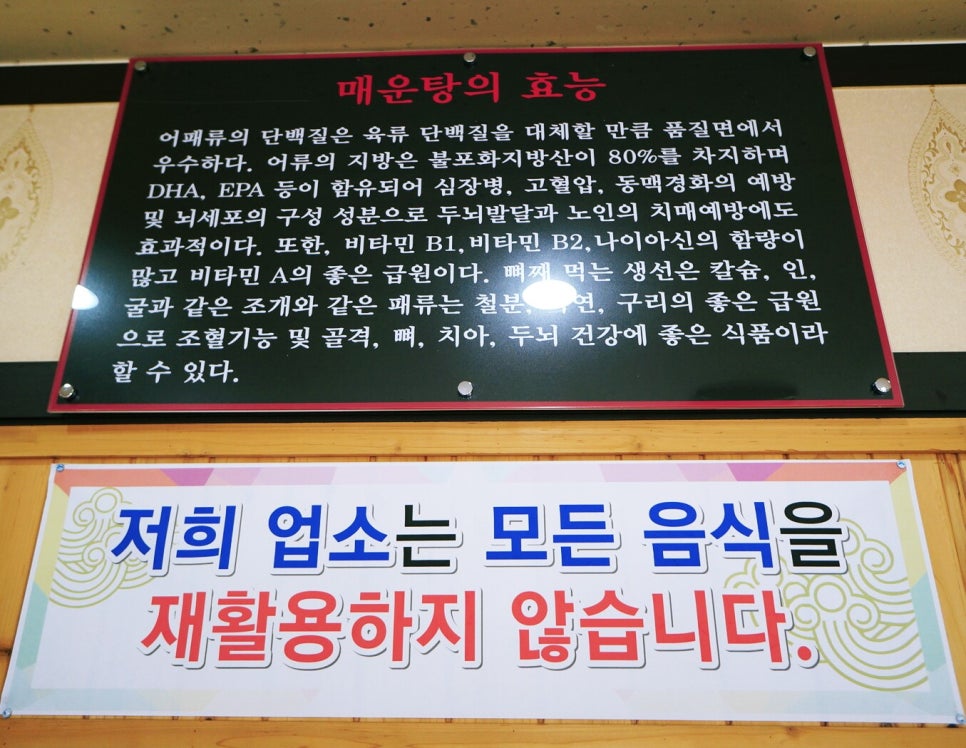 매운탕의 효능
어패류의 단백질은 육류 단백질을 대체할 만큼 품질면에서
우수하다. 어류의 지방은 불포화지방산이 80%를 차지하며
DHA, EPA 등이 함유되어 심장병, 고혈압, 동맥경화의 예방
및 뇌세포의 구성 성분으로 두뇌발달과 노인의 치매예방에도
효과적이다. 또한, 비타민 B1,비타민 B2,나이아신의 함량이
많고 비타민 A의 좋은 급원이다. 뼈째 먹는 생선은 칼슘, 인,
굴과 같은 조개와 같은 패류는 철분, 구리의 좋은 급원
으로 조혈기능 및 골격, 뼈, 치아, 두뇌 건강에 좋은 식품이라
할 수 있다.
저희 업소는 모든 음식을
재활용하지 않습니다.